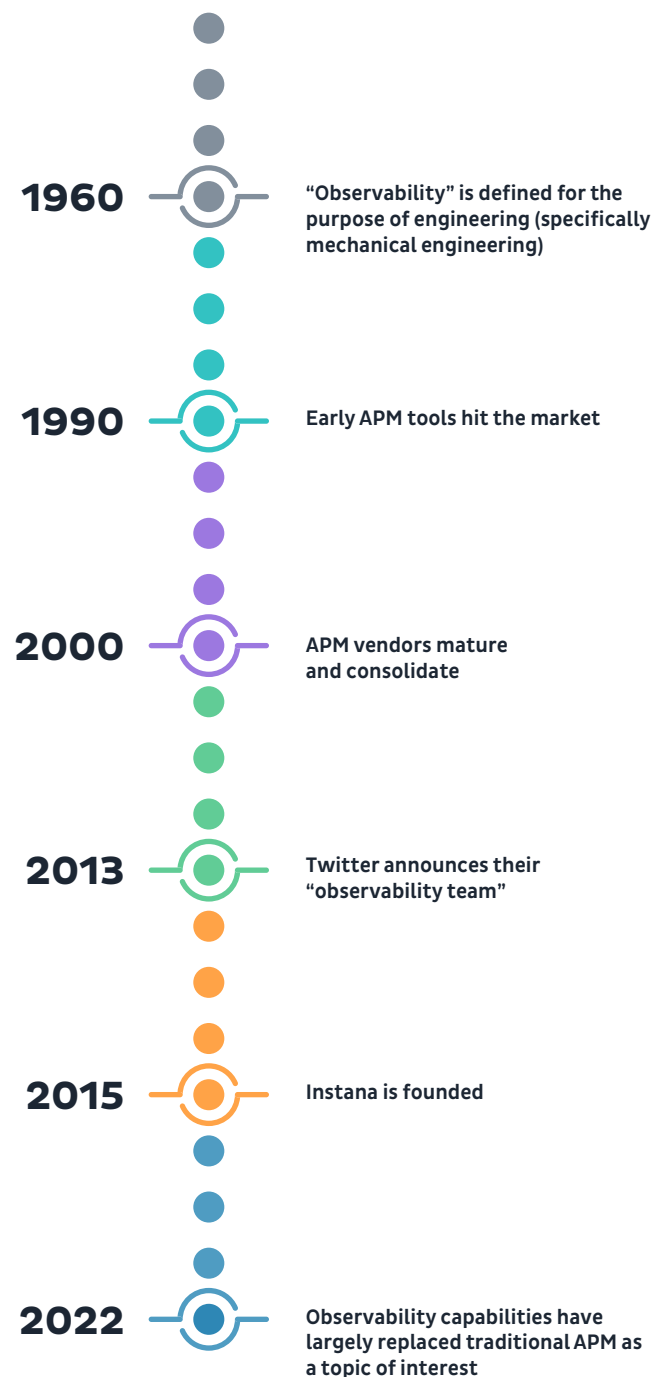 1960
“Observability” is defined for the
purpose of engineering (specifically
mechanical engineering)
1990
Early APM tools hit the market
2000
APM vendors mature
and consolidate
2013
Twitter announces their
“observability team”
2015
Instana is founded
2022
Observability capabilities have
largely replaced traditional APM as
a topic of interest